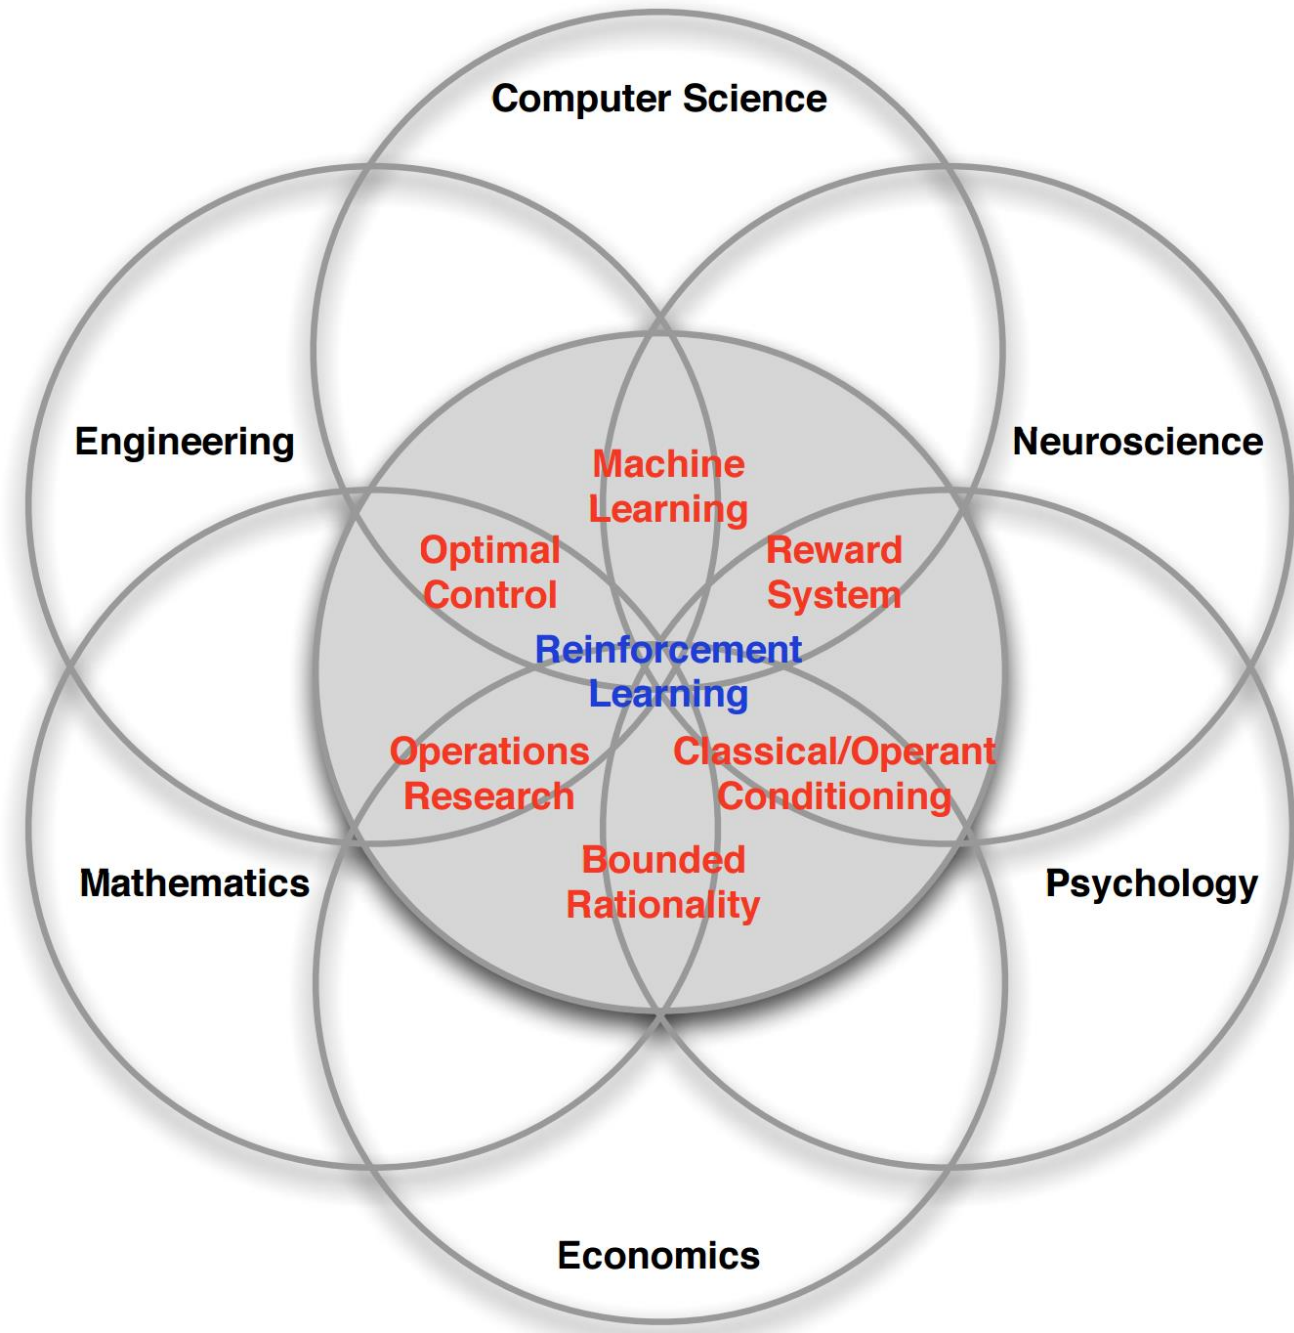 Computer Science
Engineering
Neuroscience
Machine
Learning
Optimal
Control
Reward
System
Reinforcement
Learning
Operations
Research
Classical/Operant
Conditioning
Bounded
Rationality
Mathematics
Psychology
Economics